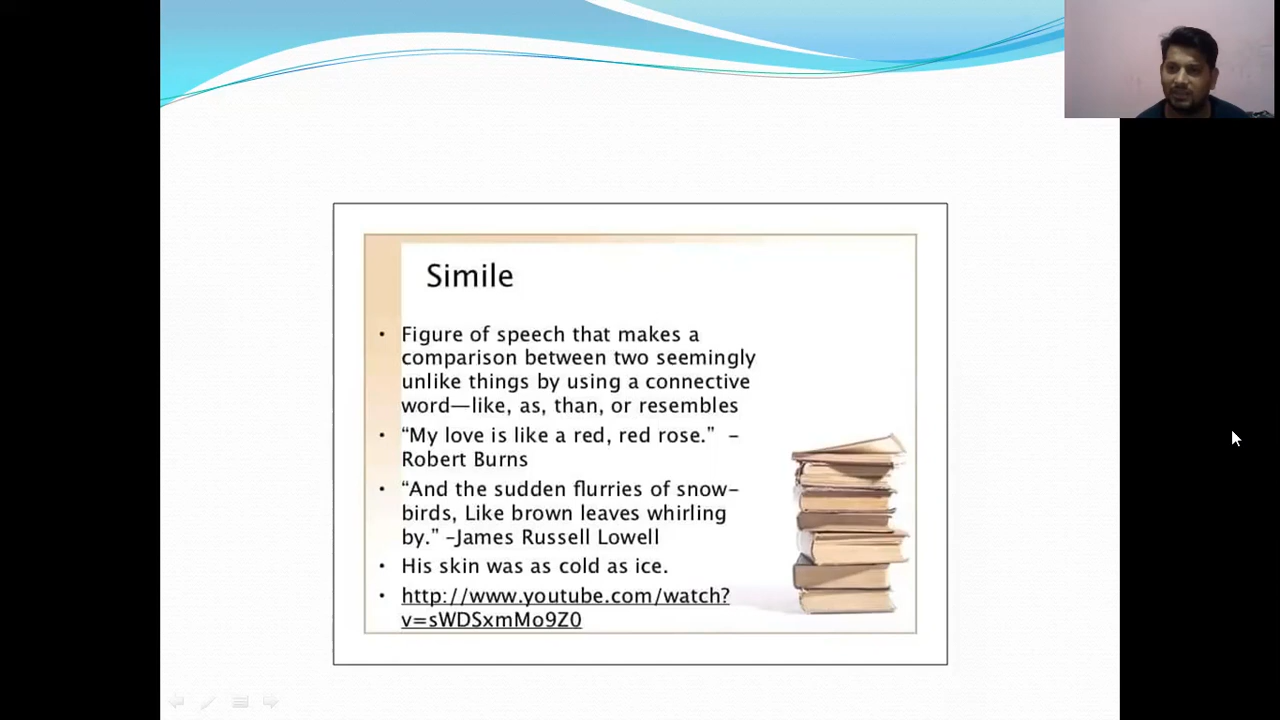 Simile
• Figure of speech that makes a
comparison between two seemingly
unlike things by using a connective
word—like, as, than, or resembles
• “My love is like a red, red rose.” –
Robert Burns
• “And the sudden flurries of snow-
birds, Like brown leaves whirling
by.” –James Russell Lowell
• His skin was as cold as ice.
• http://www.youtube.com/watch?
v=sWDSxmMo9Z0